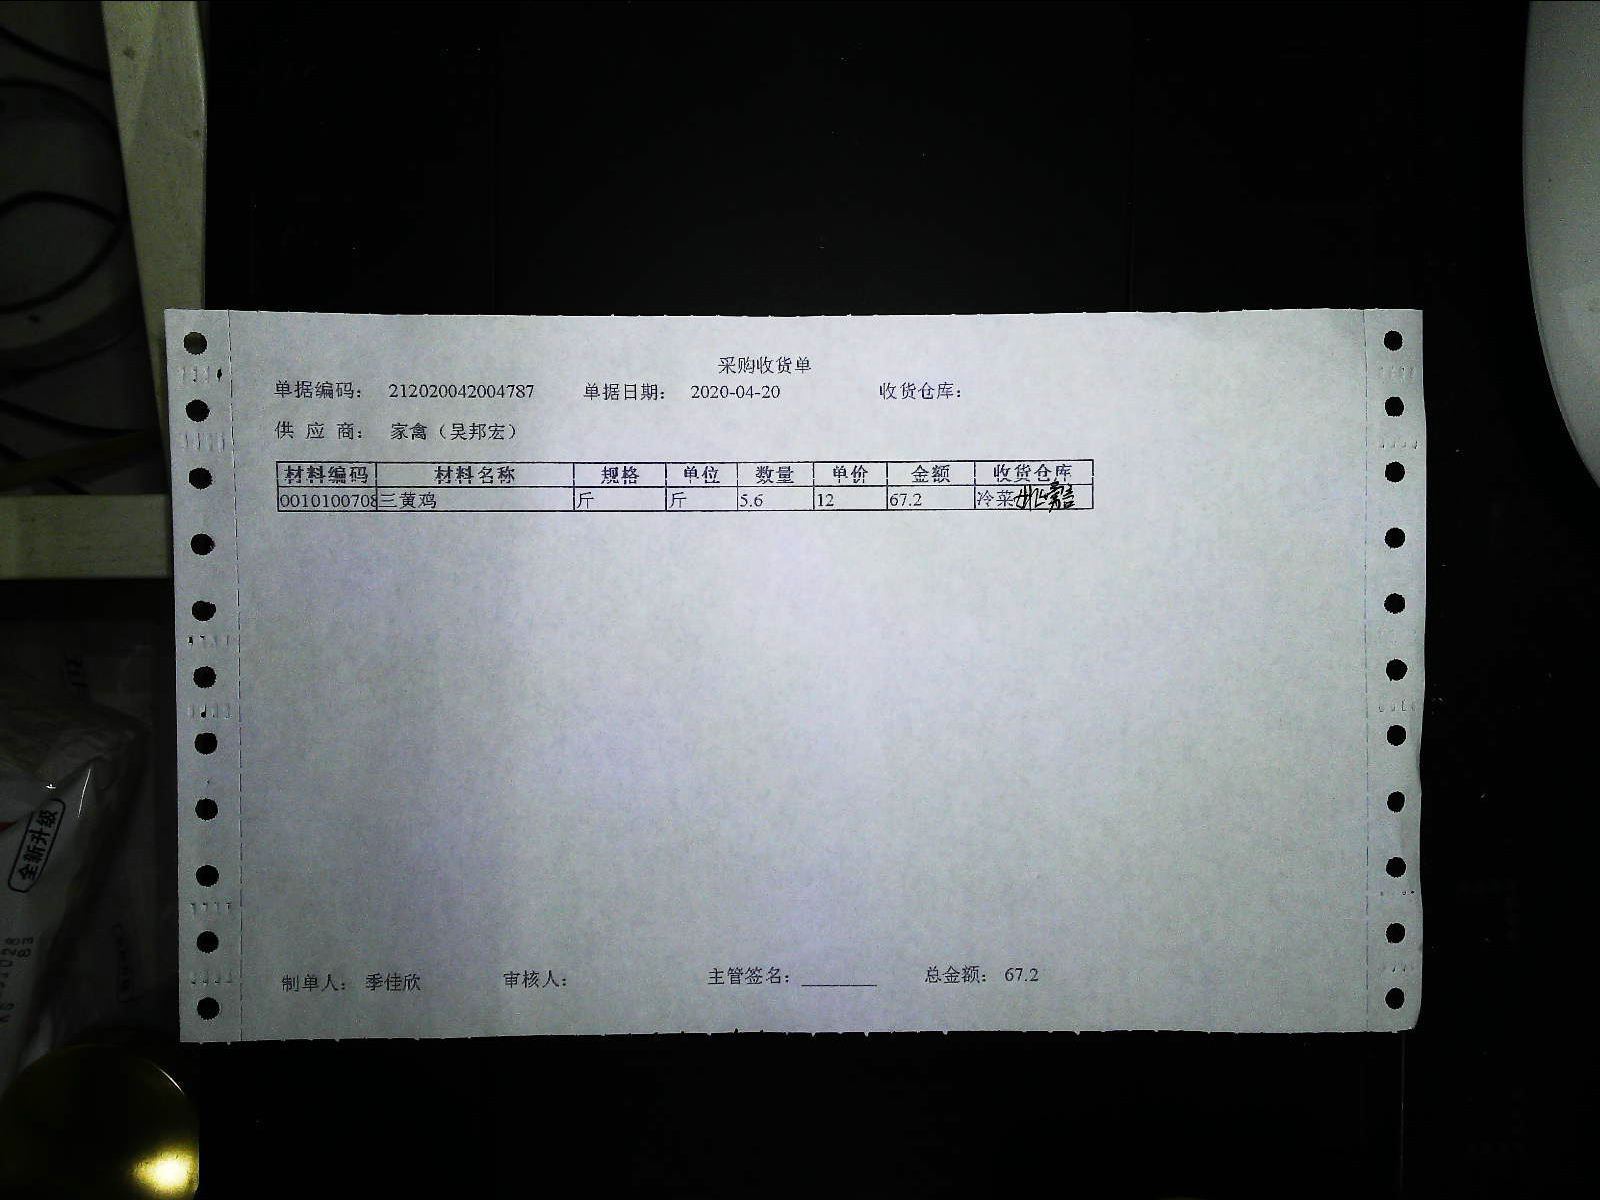 采购收货单
单据编码： 212020042004787 单据日期： 2020-04-20 收货仓库：
供 应 商： 家禽（吴邦宏）
材料编码 材料名称 规格 单位 数量 单价 金额 收货仓库
0010100708 三黄鸡 斤 斤 5.6 12 67.2 冷菜
制单人： 季佳欣 审核人： 主管签名： 总金额： 67.2
全新升级